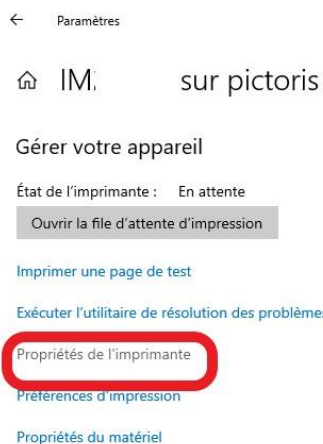 ← Paramètres
IM: sur pictoris
Gérer votre appareil
État de l'imprimante : En attente
Ouvrir la file d'attente d'impression
Imprimer une page de test
Exécuter l'utilitaire de résolution des problèmes
Propriétés de l'imprimante
Préférences d'impression
Propriétés du matériel